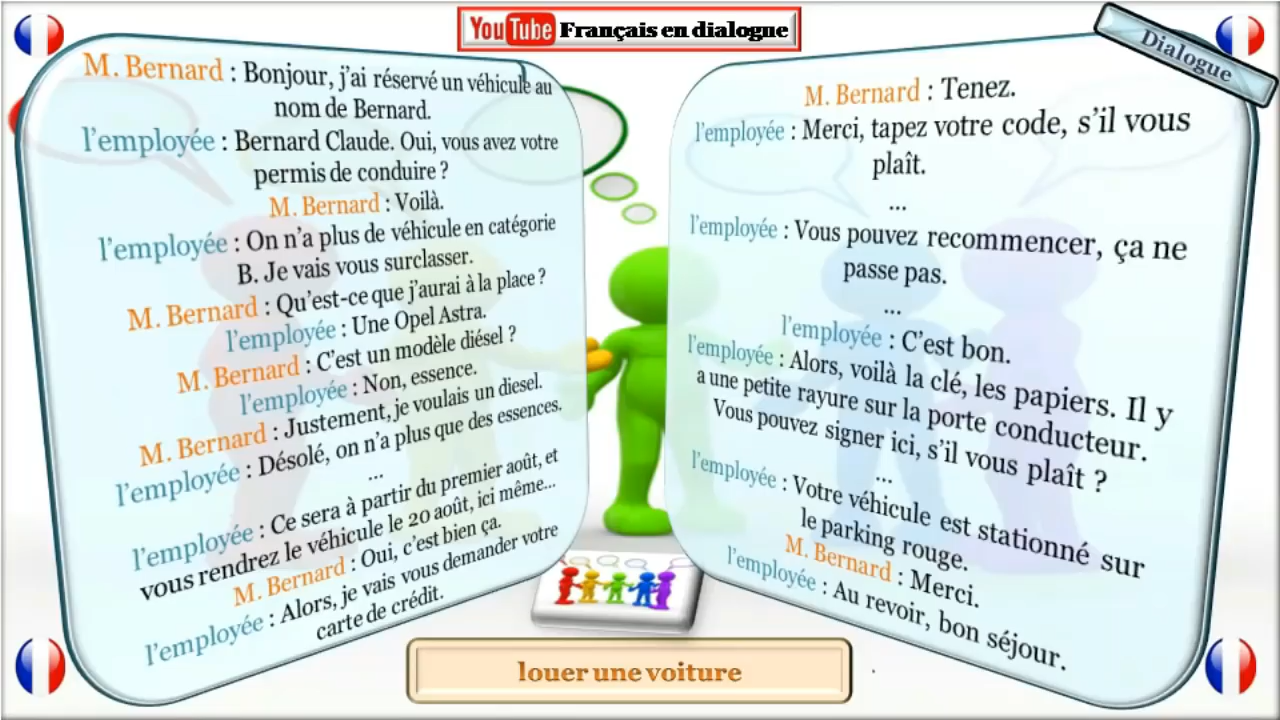 YouTube Français en dialogue
Dialogue
M. Bernard : Bonjour, j'ai réservé un véhicule au
nom de Bernard.
l'employée : Bernard Claude. Oui, vous avez votre
permis de conduire ?
M. Bernard : Voilà.
l'employée : On n'a plus de véhicule en catégorie
B. Je vais vous surclasser.
M. Bernard : Qu'est-ce que j'aurai à la place ?
l'employée : Une Opel Astra.
M. Bernard : C'est un modèle diésel ?
l'employée : Non, essence.
M. Bernard : Justement, je voulais un diesel.
l'employée : Désolé, on n'a plus que des essences.
...
l'employée : Ce sera à partir du premier août, et
vous rendrez le véhicule le 20 août, ici même...
M. Bernard : Oui, c'est bien ça.
l'employée : Alors, je vais vous demander votre
carte de crédit.
M. Bernard : Tenez.
l'employée : Merci, tapez votre code, s'il vous
plaît.
...
l'employée : Vous pouvez recommencer, ça ne
passe pas.
...
l'employée : C'est bon.
l'employée : Alors, voilà la clé, les papiers. Il y
a une petite rayure sur la porte conducteur.
Vous pouvez signer ici, s'il vous plaît ?
...
l'employée : Votre véhicule est stationné sur
le parking rouge.
M. Bernard : Merci.
l'employée : Au revoir, bon séjour.
louer une voiture